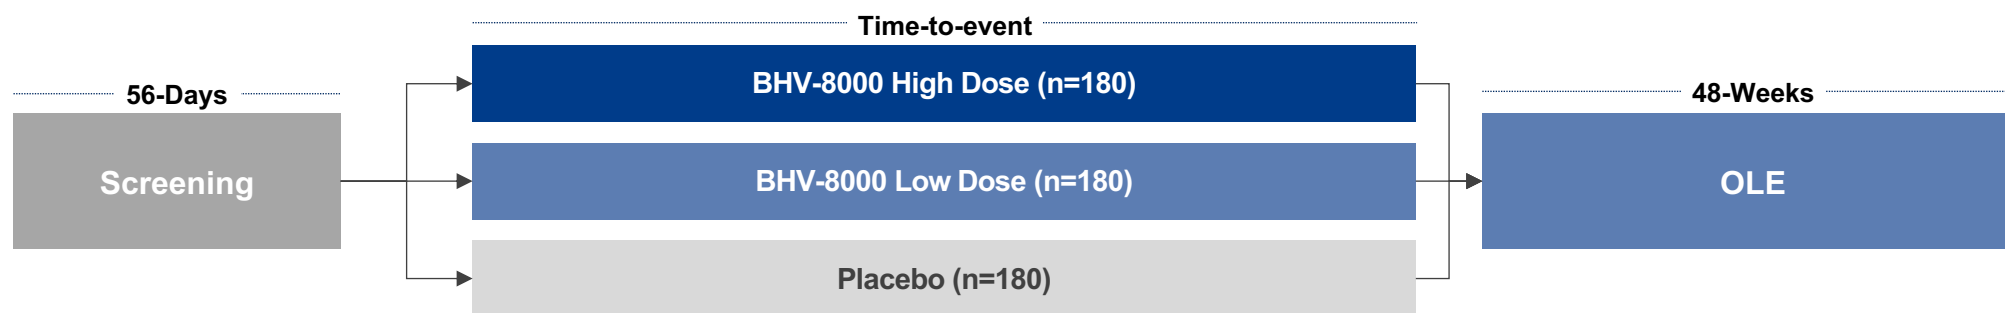 Time-to-event
56-Days
Screening
BHV-8000 High Dose (n=180)
BHV-8000 Low Dose (n=180)
Placebo (n=180)
48-Weeks
OLE